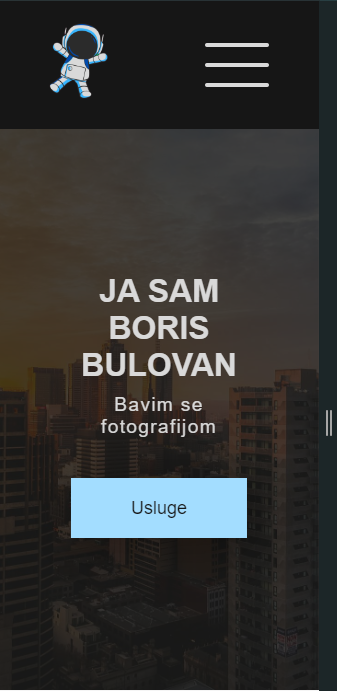 JA SAM
BORIS
BULOVAN
Bavim se
fotografijom
Usluge